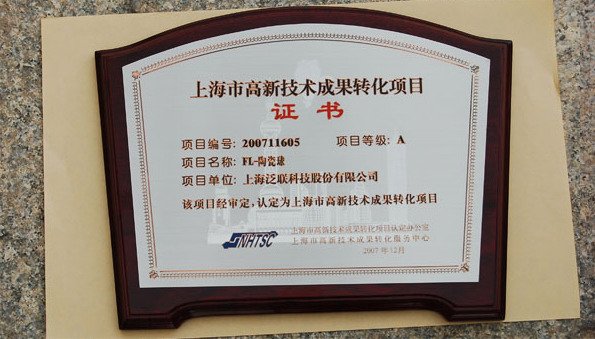 上海市高新技术成果转化项目
证书
项目编号: 200711605 项目等级: A
项目名称: FL-陶瓷球
项目单位: 上海泛联科技股份有限公司
该项目经审定,认定为上海市高新技术成果转化项目
SNHTSC
上海市高新技术成果转化项目认定办公室
上海市高新技术成果转化服务中心
2007年12月